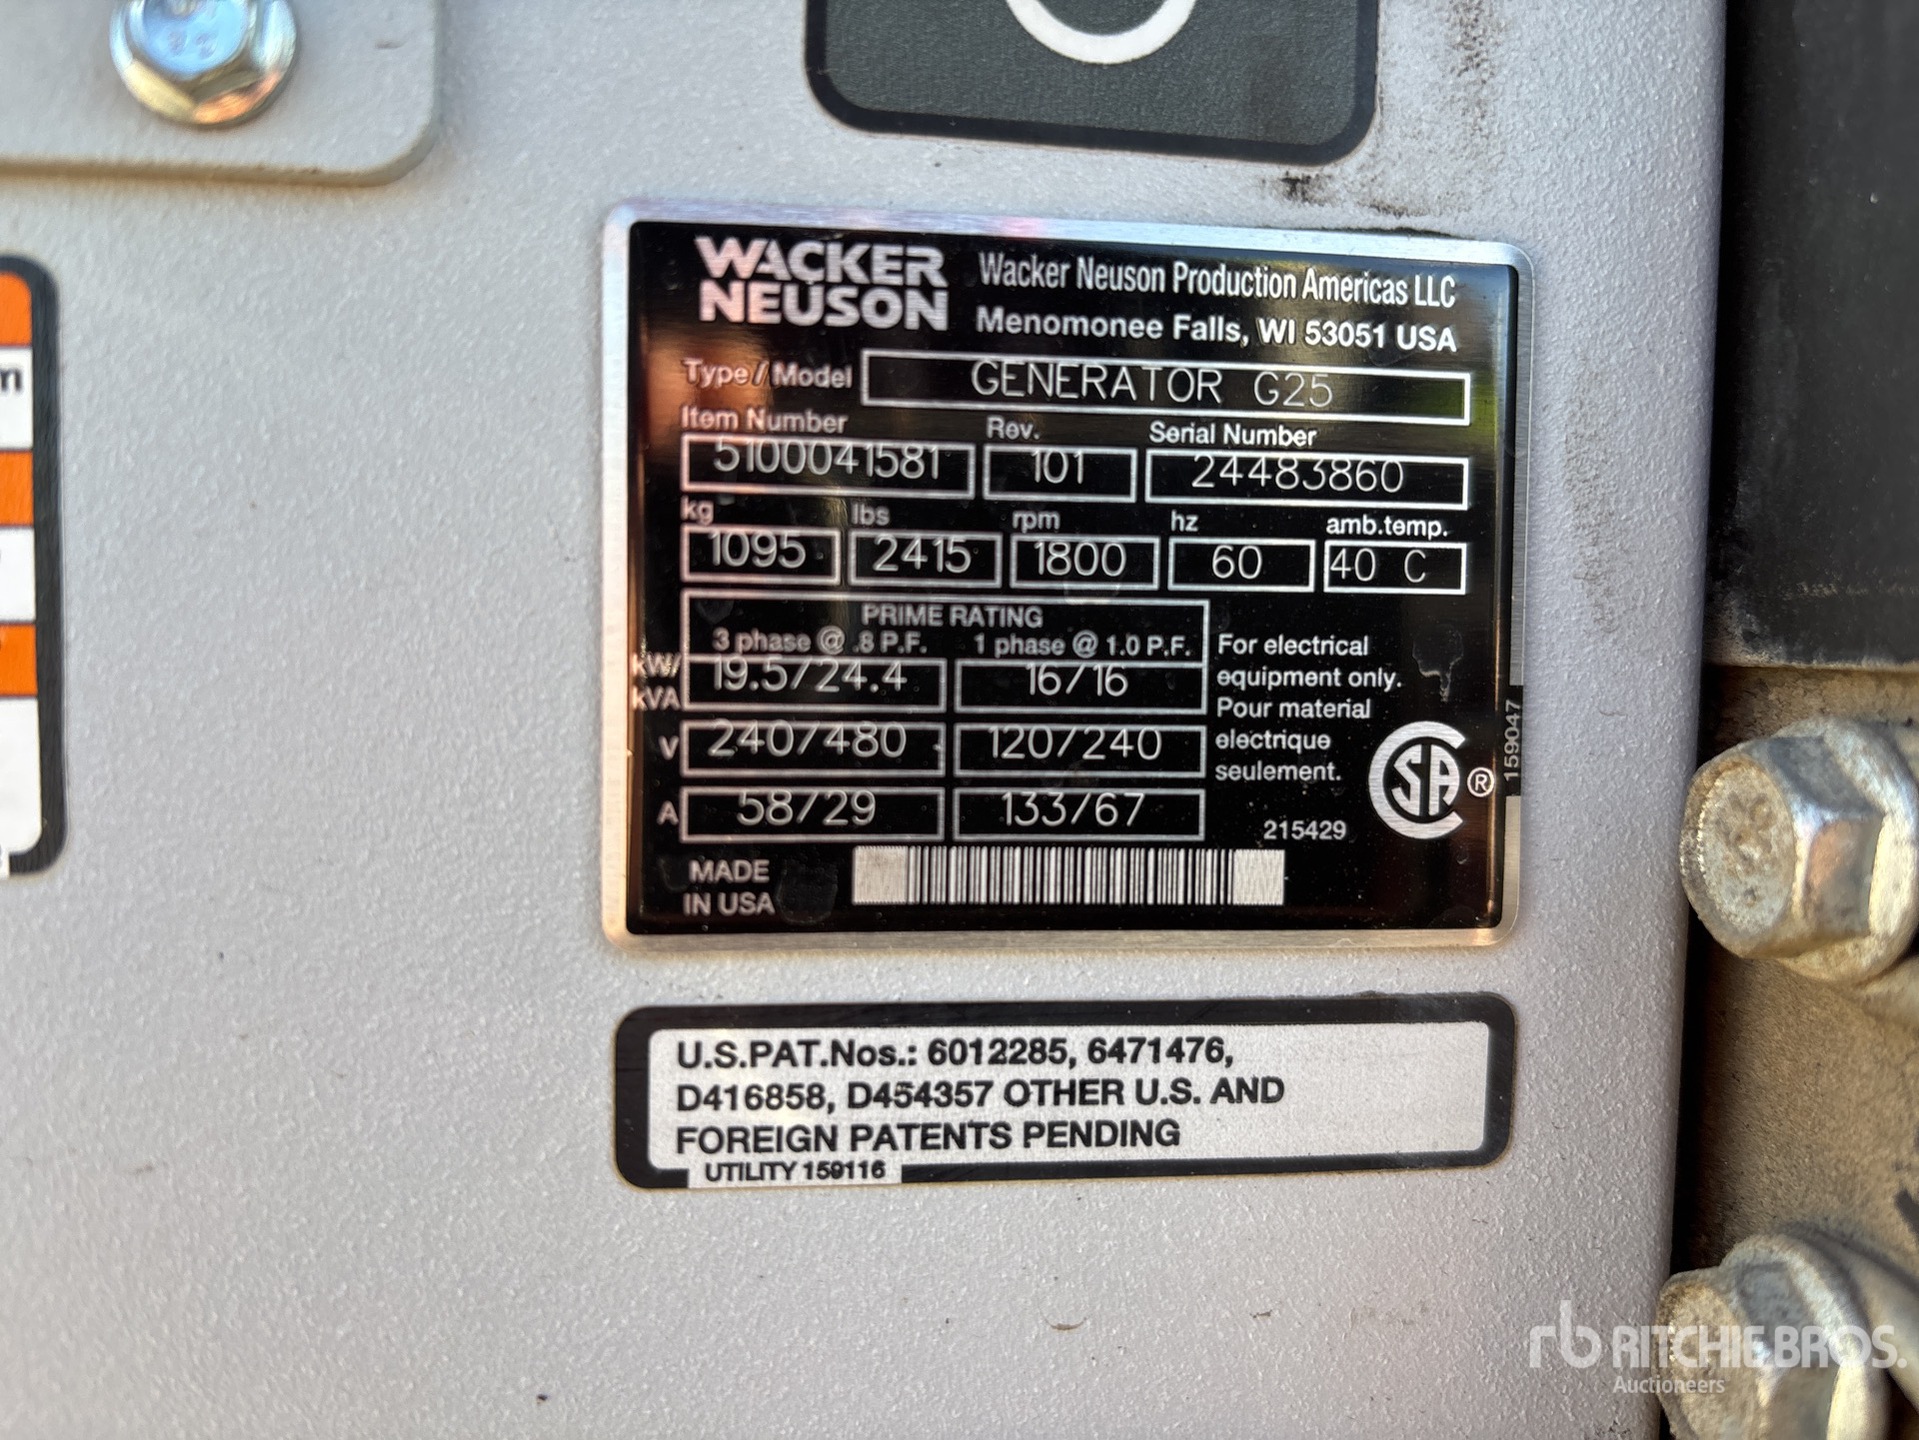 WACKER
NEUSON
Wacker Neuson Production Americas LLC
Menomonee Falls, WI 53051 USA
Type / Model GENERATOR G25
Item Number Rev. Serial Number
5100041581 101 24483860
kg lbs rpm hz amb.temp.
1095 2415 1800 60 40 C
PRIME RATING
3 phase @ .8 P.F. 1 phase @ 1.0 P.F.
kW/
kVA
19.5/24.4 16/16
V 240/480 120/240
A 58/29 133/67
For electrical
equipment only.
Pour material
electrique
seulement.
CSA ®
159047
215429
MADE
IN USA
U.S.PAT.Nos.: 6012285, 6471476,
D416858, D454357 OTHER U.S. AND
FOREIGN PATENTS PENDING
UTILITY 159116
m
rb RITCHIE BROS.
Auctioneers